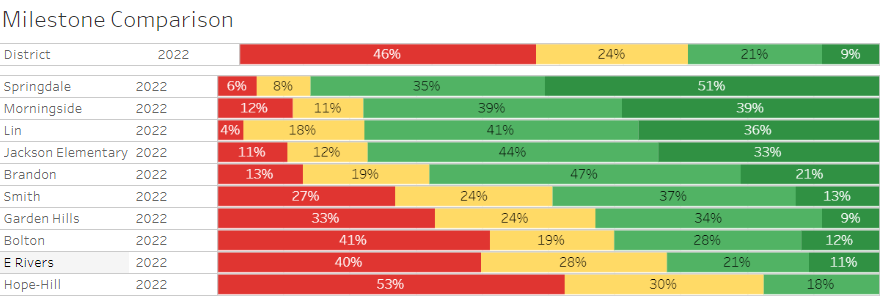 Milestone Comparison
District 2022 46% 24% 21% 9%
Springdale 2022 6% 8% 35% 51%
Morningside 2022 12% 11% 39% 39%
Lin 2022 4% 18% 41% 36%
Jackson Elementary 2022 11% 12% 44% 33%
Brandon 2022 13% 19% 47% 21%
Smith 2022 27% 24% 37% 13%
Garden Hills 2022 33% 24% 34% 9%
Bolton 2022 41% 19% 28% 12%
E Rivers 2022 40% 28% 21% 11%
Hope-Hill 2022 53% 30% 18%